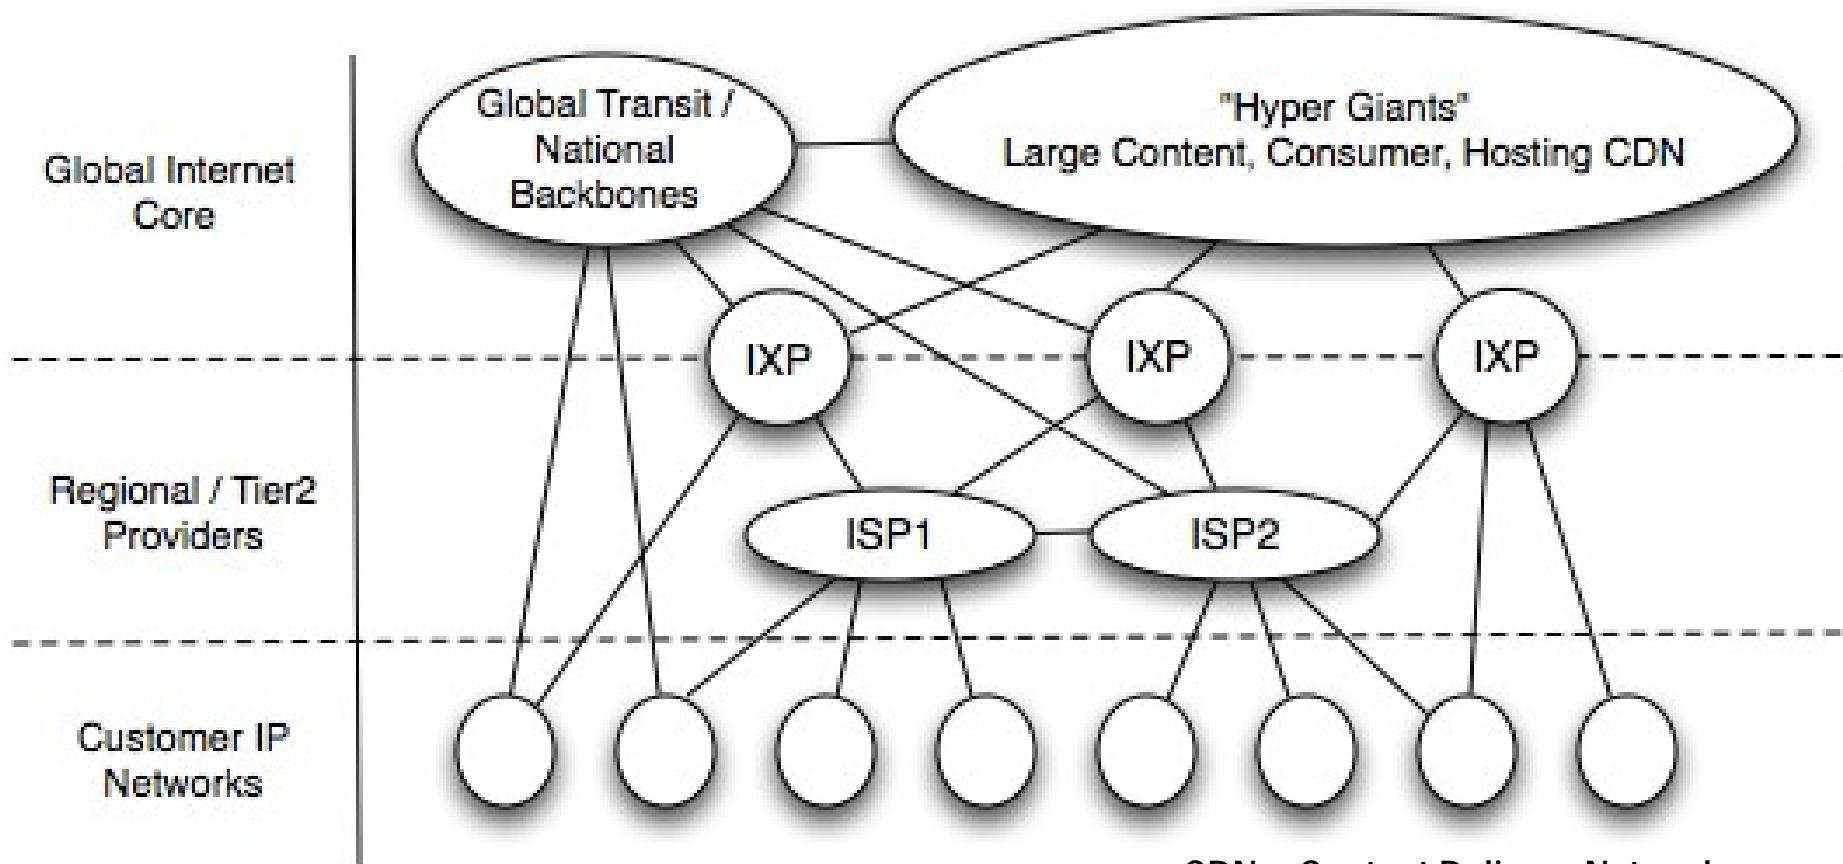 Global Internet
Core
Global Transit /
National
Backbones
"Hyper Giants"
Large Content, Consumer, Hosting CDN
IXP
IXP
IXP
Regional / Tier2
Providers
ISP1
ISP2
Customer IP
Networks